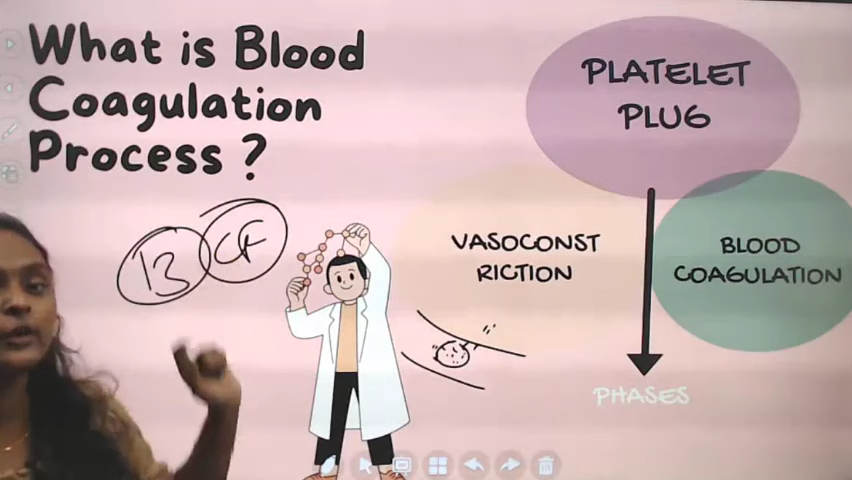 What is Blood
Coagulation
Process ?
13 CF
PLATELET
PLUG
VASOCONST
RICTION
BLOOD
COAGULATION
PHASES